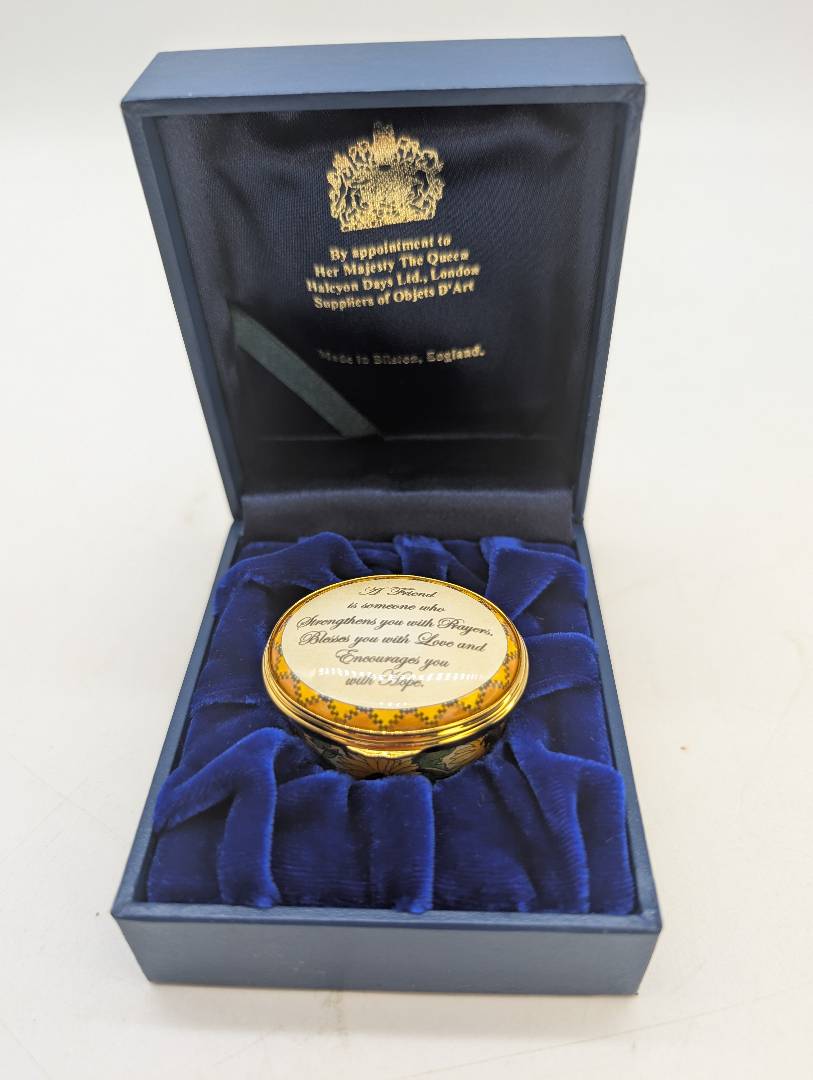 By appointment to
Her Majesty The Queen
Halcyon Days Ltd., London
Suppliers of Objets D'Art
Made in Bilston, England.
A Friend
is someone who
Strengthens you with Prayers,
Blesses you with Love and
Encourages you
with Hope.